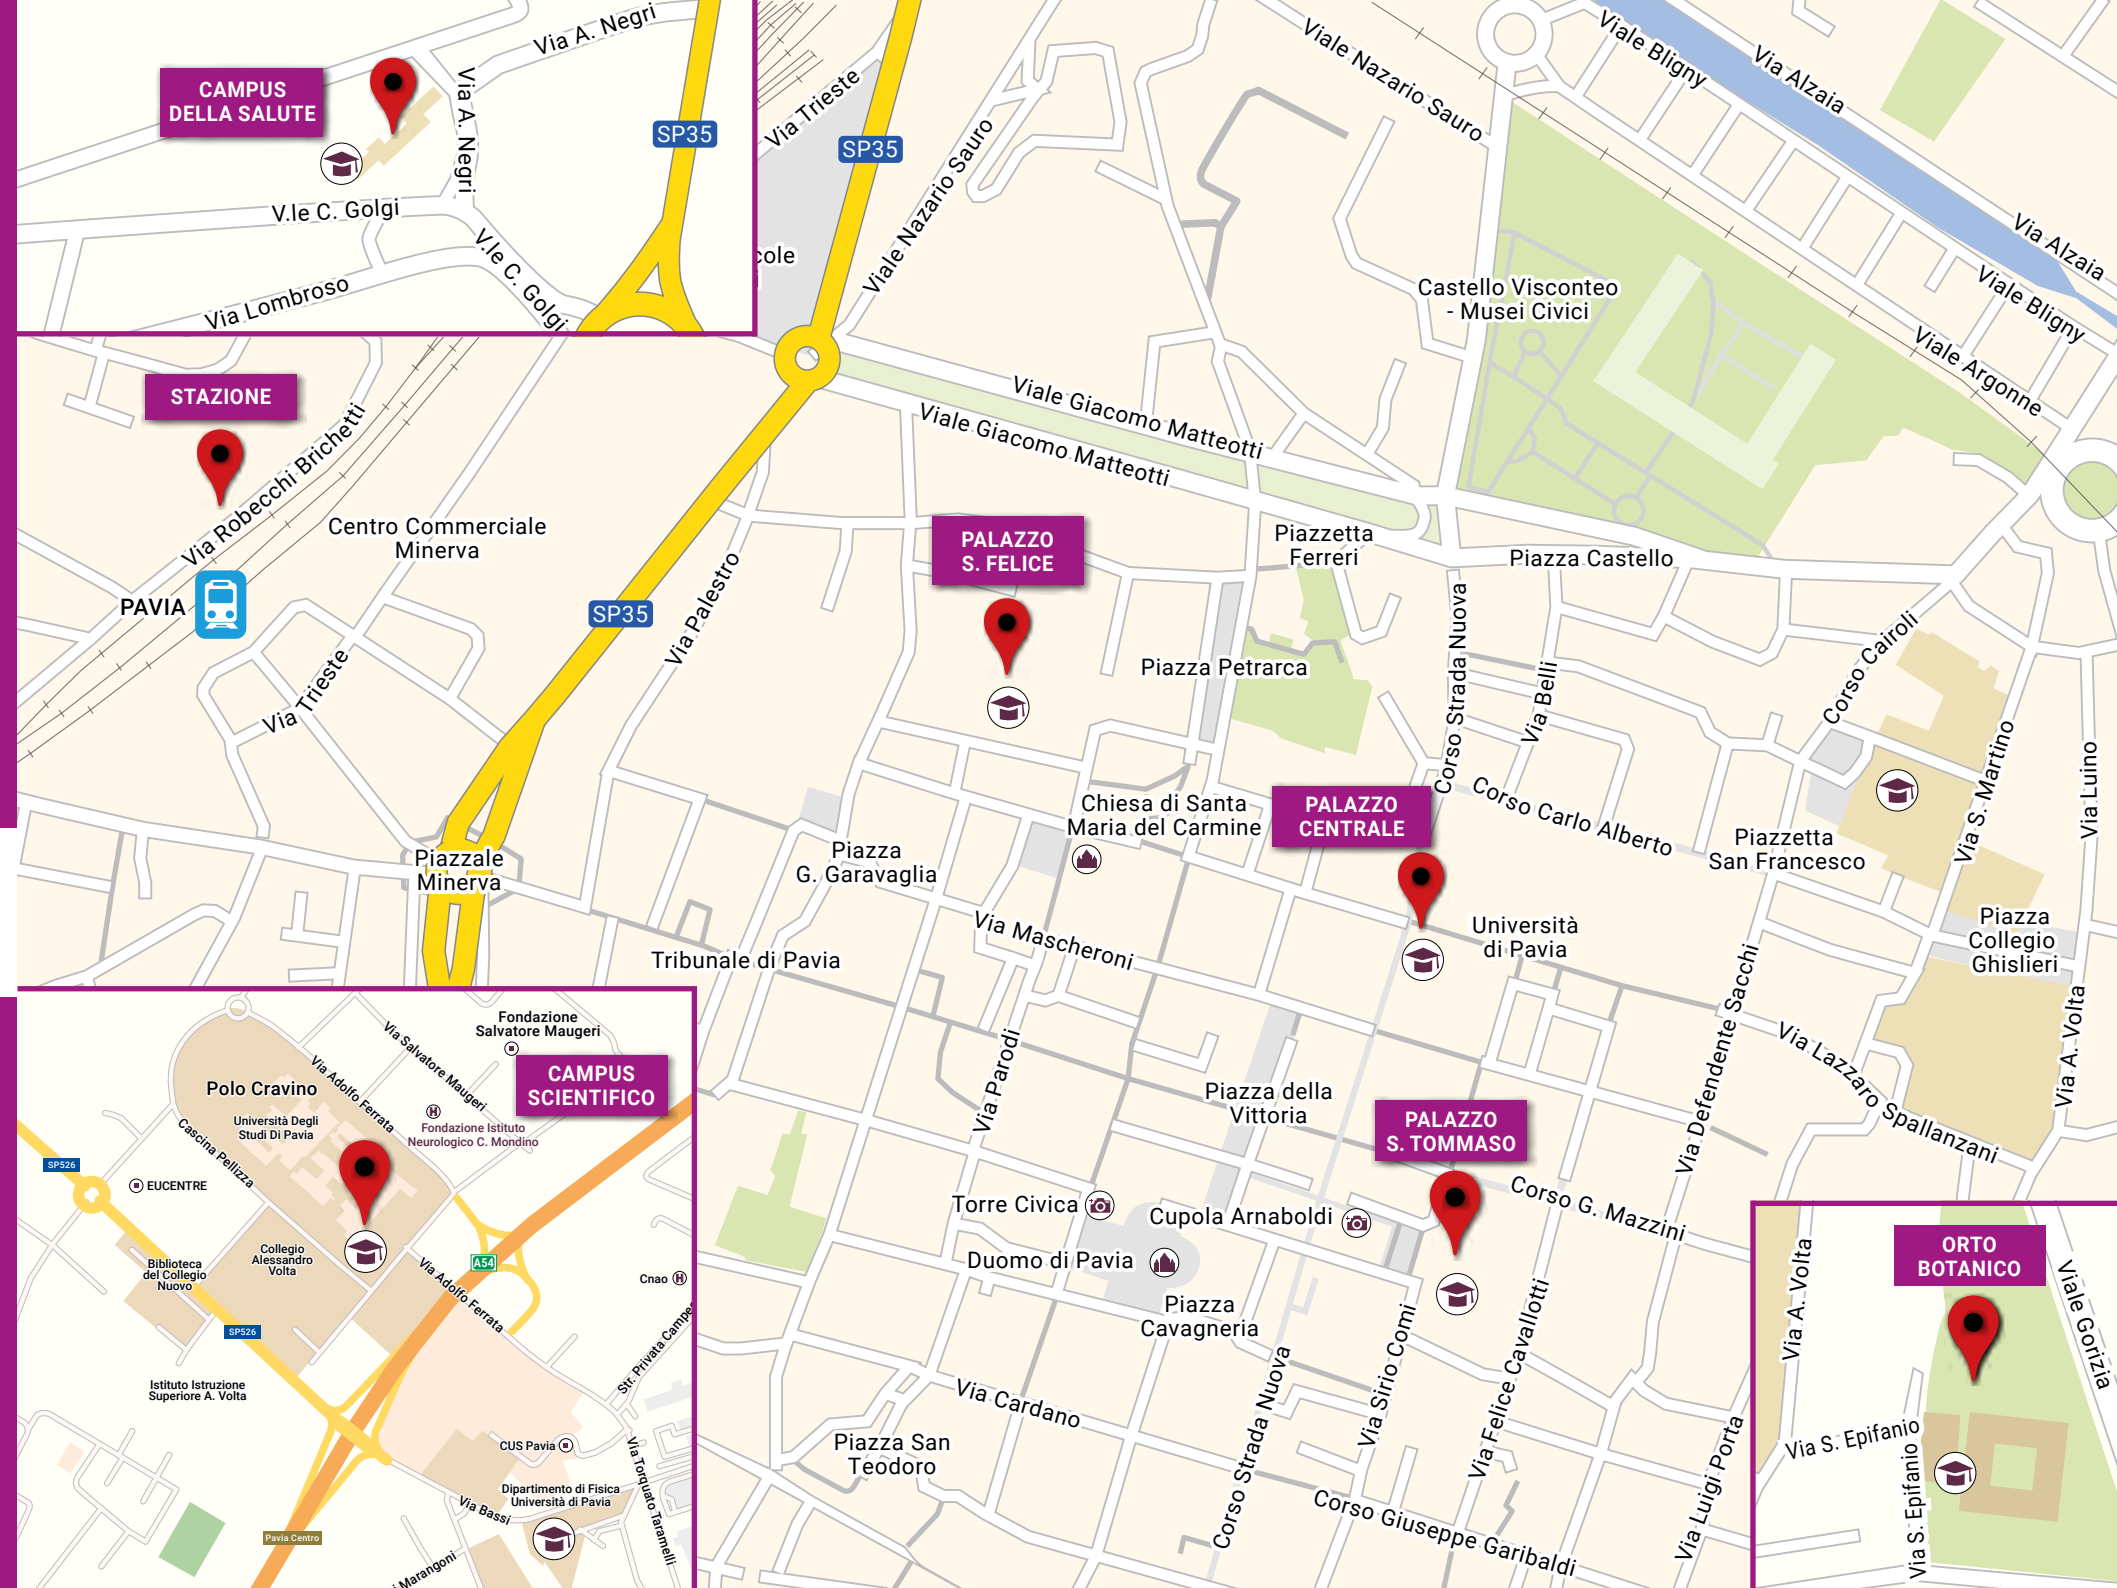 Via A. Negri
CAMPUS
DELLA SALUTE
Via A. Negri
SP35
V.le C. Golgi
V.le C. Golgi
Via Lombroso
Via Trieste
SP35
Viale Nazario Sauro
cole
Viale Nazario Sauro
Viale Bligny
Via Alzaia
Via Alzaia
Viale Bligny
Viale Argonne
Castello Visconteo
- Musei Civici
STAZIONE
Via Robecchi Brichetti
Centro Commerciale
Minerva
PAVIA
Via Trieste
SP35
Via Palestro
Viale Giacomo Matteotti
Viale Giacomo Matteotti
PALAZZO
S. FELICE
Piazzetta
Ferreri
Piazza Castello
Piazza Petrarca
Corso Strada Nuova
Via Belli
Corso Cairoli
Via S. Martino
Via Luino
Chiesa di Santa
Maria del Carmine
PALAZZO
CENTRALE
Corso Carlo Alberto
Piazzetta
San Francesco
Piazzale
Minerva
Piazza
G. Garavaglia
Via Mascheroni
Università
di Pavia
Piazza
Collegio
Ghislieri
Tribunale di Pavia
Via Defendente Sacchi
Via A. Volta
Via Lazzaro Spallanzani
Via Parodi
Piazza della
Vittoria
PALAZZO
S. TOMMASO
Torre Civica
Cupola Arnaboldi
Corso G. Mazzini
Duomo di Pavia
Piazza
Cavagneria
Via Cardano
Piazza San
Teodoro
Corso Strada Nuova
Via Sirio Comi
Via Felice Cavallotti
Via Luigi Porta
Corso Giuseppe Garibaldi
Fondazione
Salvatore Maugeri
Via Salvatore Maugeri
CAMPUS
SCIENTIFICO
Via Adolfo Ferrata
Polo Cravino
Università Degli
Studi Di Pavia
Fondazione Istituto
Neurologico C. Mondino
Cascina Pellizza
SP526
EUCENTRE
Collegio
Alessandro
Volta
Biblioteca
del Collegio
Nuovo
A54
Cnao
Via Adolfo Ferrata
SP526
Str. Privata Campe
Istituto Istruzione
Superiore A. Volta
CUS Pavia
Via Torquato Taramelli
Dipartimento di Fisica
Università di Pavia
Via Bassi
Pavia Centro
i Marangoni
ORTO
BOTANICO
Via A. Volta
Viale Gorizia
Via S. Epifanio
Via S. Epifanio